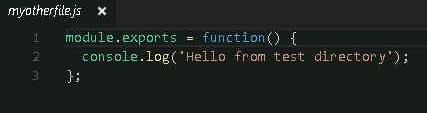 myotherfile.js ×
1 module.exports = function() {
2   console.log('Hello from test directory');
3 };